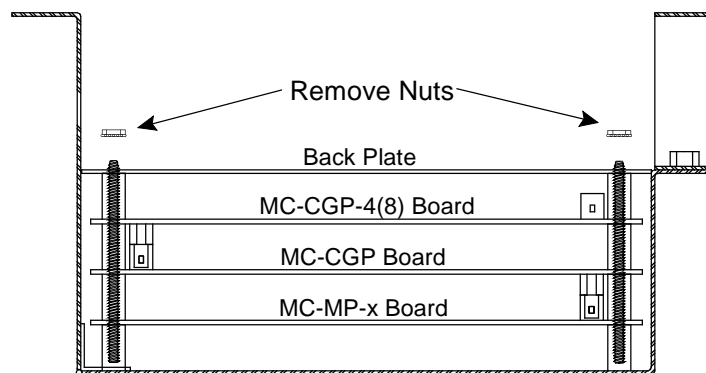 Remove Nuts
Back Plate
MC-CGP-4(8) Board
MC-CGP Board
MC-MP-x Board